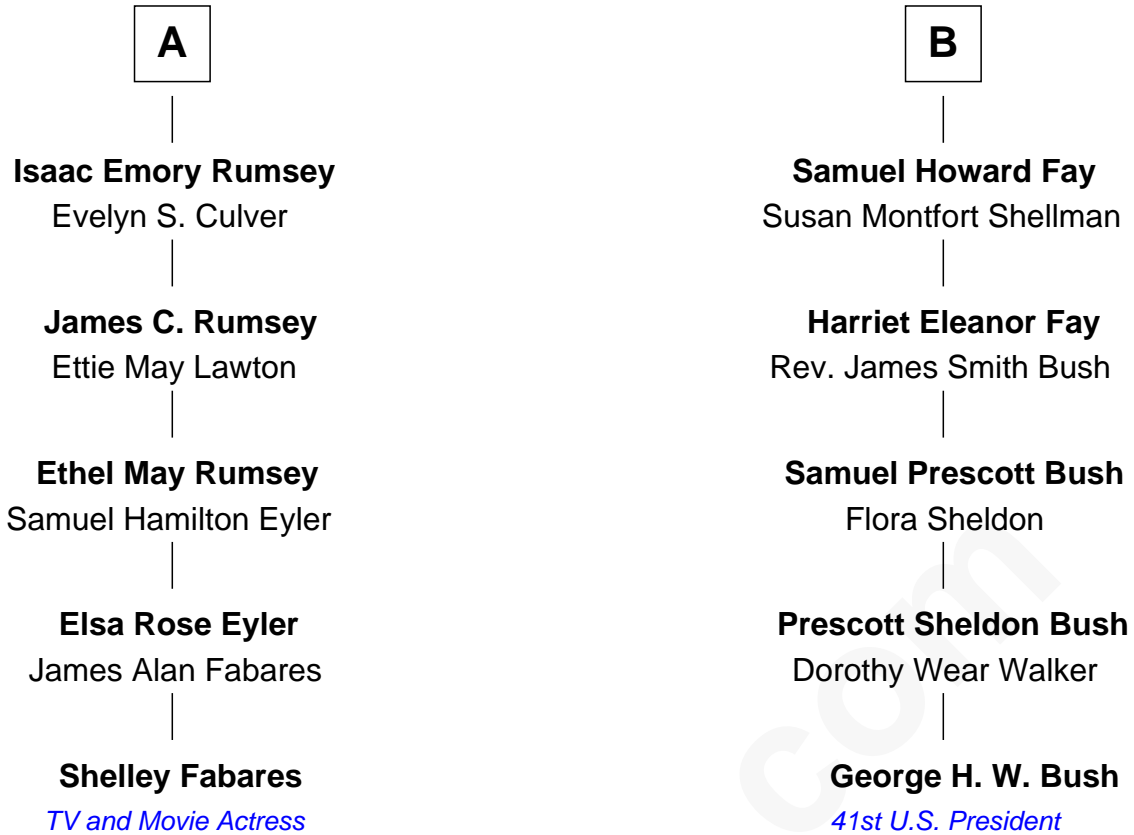 A
Isaac Emory Rumsey
Evelyn S. Culver
James C. Rumsey
Ettie May Lawton
Ethel May Rumsey
Samuel Hamilton Eyler
Elsa Rose Eyler
James Alan Fabares
Shelley Fabares
TV and Movie Actress
B
Samuel Howard Fay
Susan Montfort Shellman
Harriet Eleanor Fay
Rev. James Smith Bush
Samuel Prescott Bush
Flora Sheldon
Prescott Sheldon Bush
Dorothy Wear Walker
George H. W. Bush
41st U.S. President
com